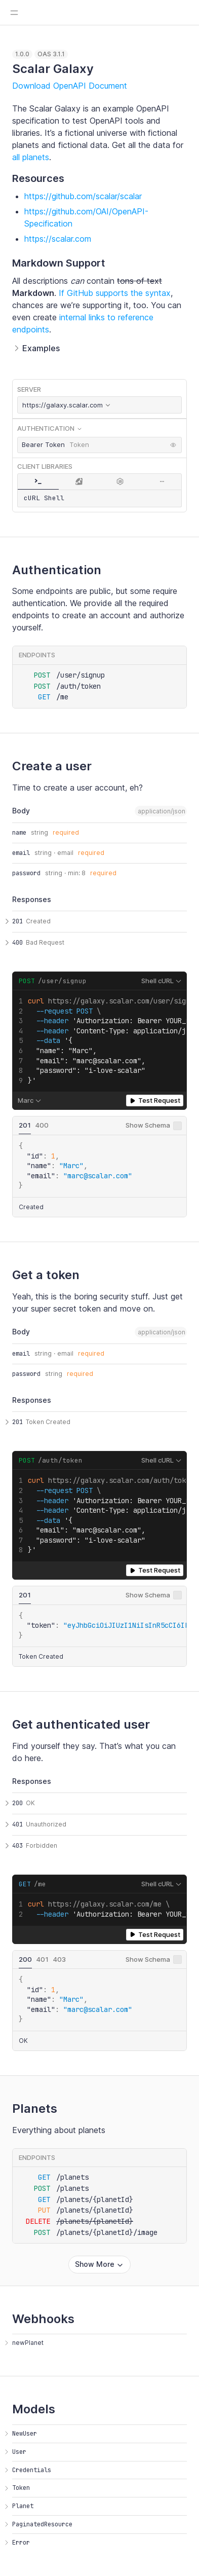 1.0.0 OAS 3.1.1
Scalar Galaxy
Download OpenAPI Document
The Scalar Galaxy is an example OpenAPI
specification to test OpenAPI tools and
libraries. It's a fictional universe with fictional
planets and fictional data. Get all the data for
all planets.
Resources
https://github.com/scalar/scalar
https://github.com/OAI/OpenAPI-
Specification
https://scalar.com
Markdown Support
All descriptions can contain tons of text
Markdown. If GitHub supports the syntax,
chances are we're supporting it, too. You can
even create internal links to reference
endpoints.
Examples
SERVER
https://galaxy.scalar.com
AUTHENTICATION
Bearer Token Token
CLIENT LIBRARIES
cURL Shell
Authentication
Some endpoints are public, but some require
authentication. We provide all the required
endpoints to create an account and authorize
yourself.
ENDPOINTS
POST /user/signup
POST /auth/token
GET /me
Create a user
Time to create a user account, eh?
Body application/json
name string required
email string · email required
password string · min: 8 required
Responses
201 Created
400 Bad Request
POST /user/signup Shell cURL
1 curl https://galaxy.scalar.com/user/sig
2 --request POST \
3 --header 'Authorization: Bearer YOUR_
4 --header 'Content-Type: application/j
5 --data '{
6 "name": "Marc",
7 "email": "marc@scalar.com",
8 "password": "i-love-scalar"
9 }'
Marc Test Request
201 400 Show Schema
{
"id": 1,
"name": "Marc",
"email": "marc@scalar.com"
}
Created
Get a token
Yeah, this is the boring security stuff. Just get
your super secret token and move on.
Body application/json
email string · email required
password string required
Responses
201 Token Created
POST /auth/token Shell cURL
1 curl https://galaxy.scalar.com/auth/tok
2 --request POST \
3 --header 'Authorization: Bearer YOUR_
4 --header 'Content-Type: application/j
5 --data '{
6 "email": "marc@scalar.com",
7 "password": "i-love-scalar"
8 }'
Test Request
201 Show Schema
{
"token": "eyJhbGciOiJIUzI1NiIsInR5cCI6Ik
}
Token Created
Get authenticated user
Find yourself they say. That's what you can
do here.
Responses
200 OK
401 Unauthorized
403 Forbidden
GET /me Shell cURL
1 curl https://galaxy.scalar.com/me \
2 --header 'Authorization: Bearer YOUR_
Test Request
200 401 403 Show Schema
{
"id": 1,
"name": "Marc",
"email": "marc@scalar.com"
}
OK
Planets
Everything about planets
ENDPOINTS
GET /planets
POST /planets
GET /planets/{planetId}
PUT /planets/{planetId}
DELETE /planets/{planetId}
POST /planets/{planetId}/image
Show More
Webhooks
newPlanet
Models
NewUser
User
Credentials
Token
Planet
PaginatedResource
Error